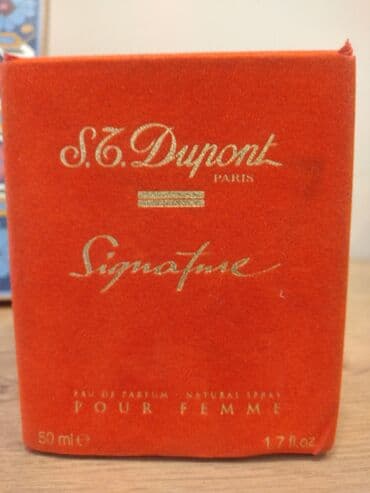 S.T. Dupont
PARIS
Signature
EAU DE PARFUM · NATURAL SPRAY
POUR FEMME
50 ml ℮ 1.7 fl.oz